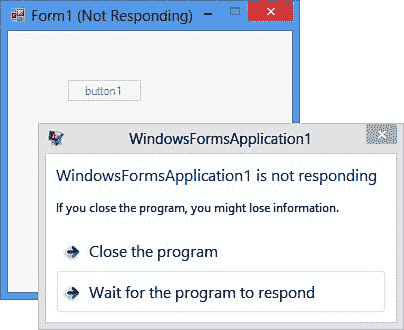 Form1 (Not Responding)
button1
WindowsFormsApplication1
WindowsFormsApplication1 is not responding
If you close the program, you might lose information.
Close the program
Wait for the program to respond